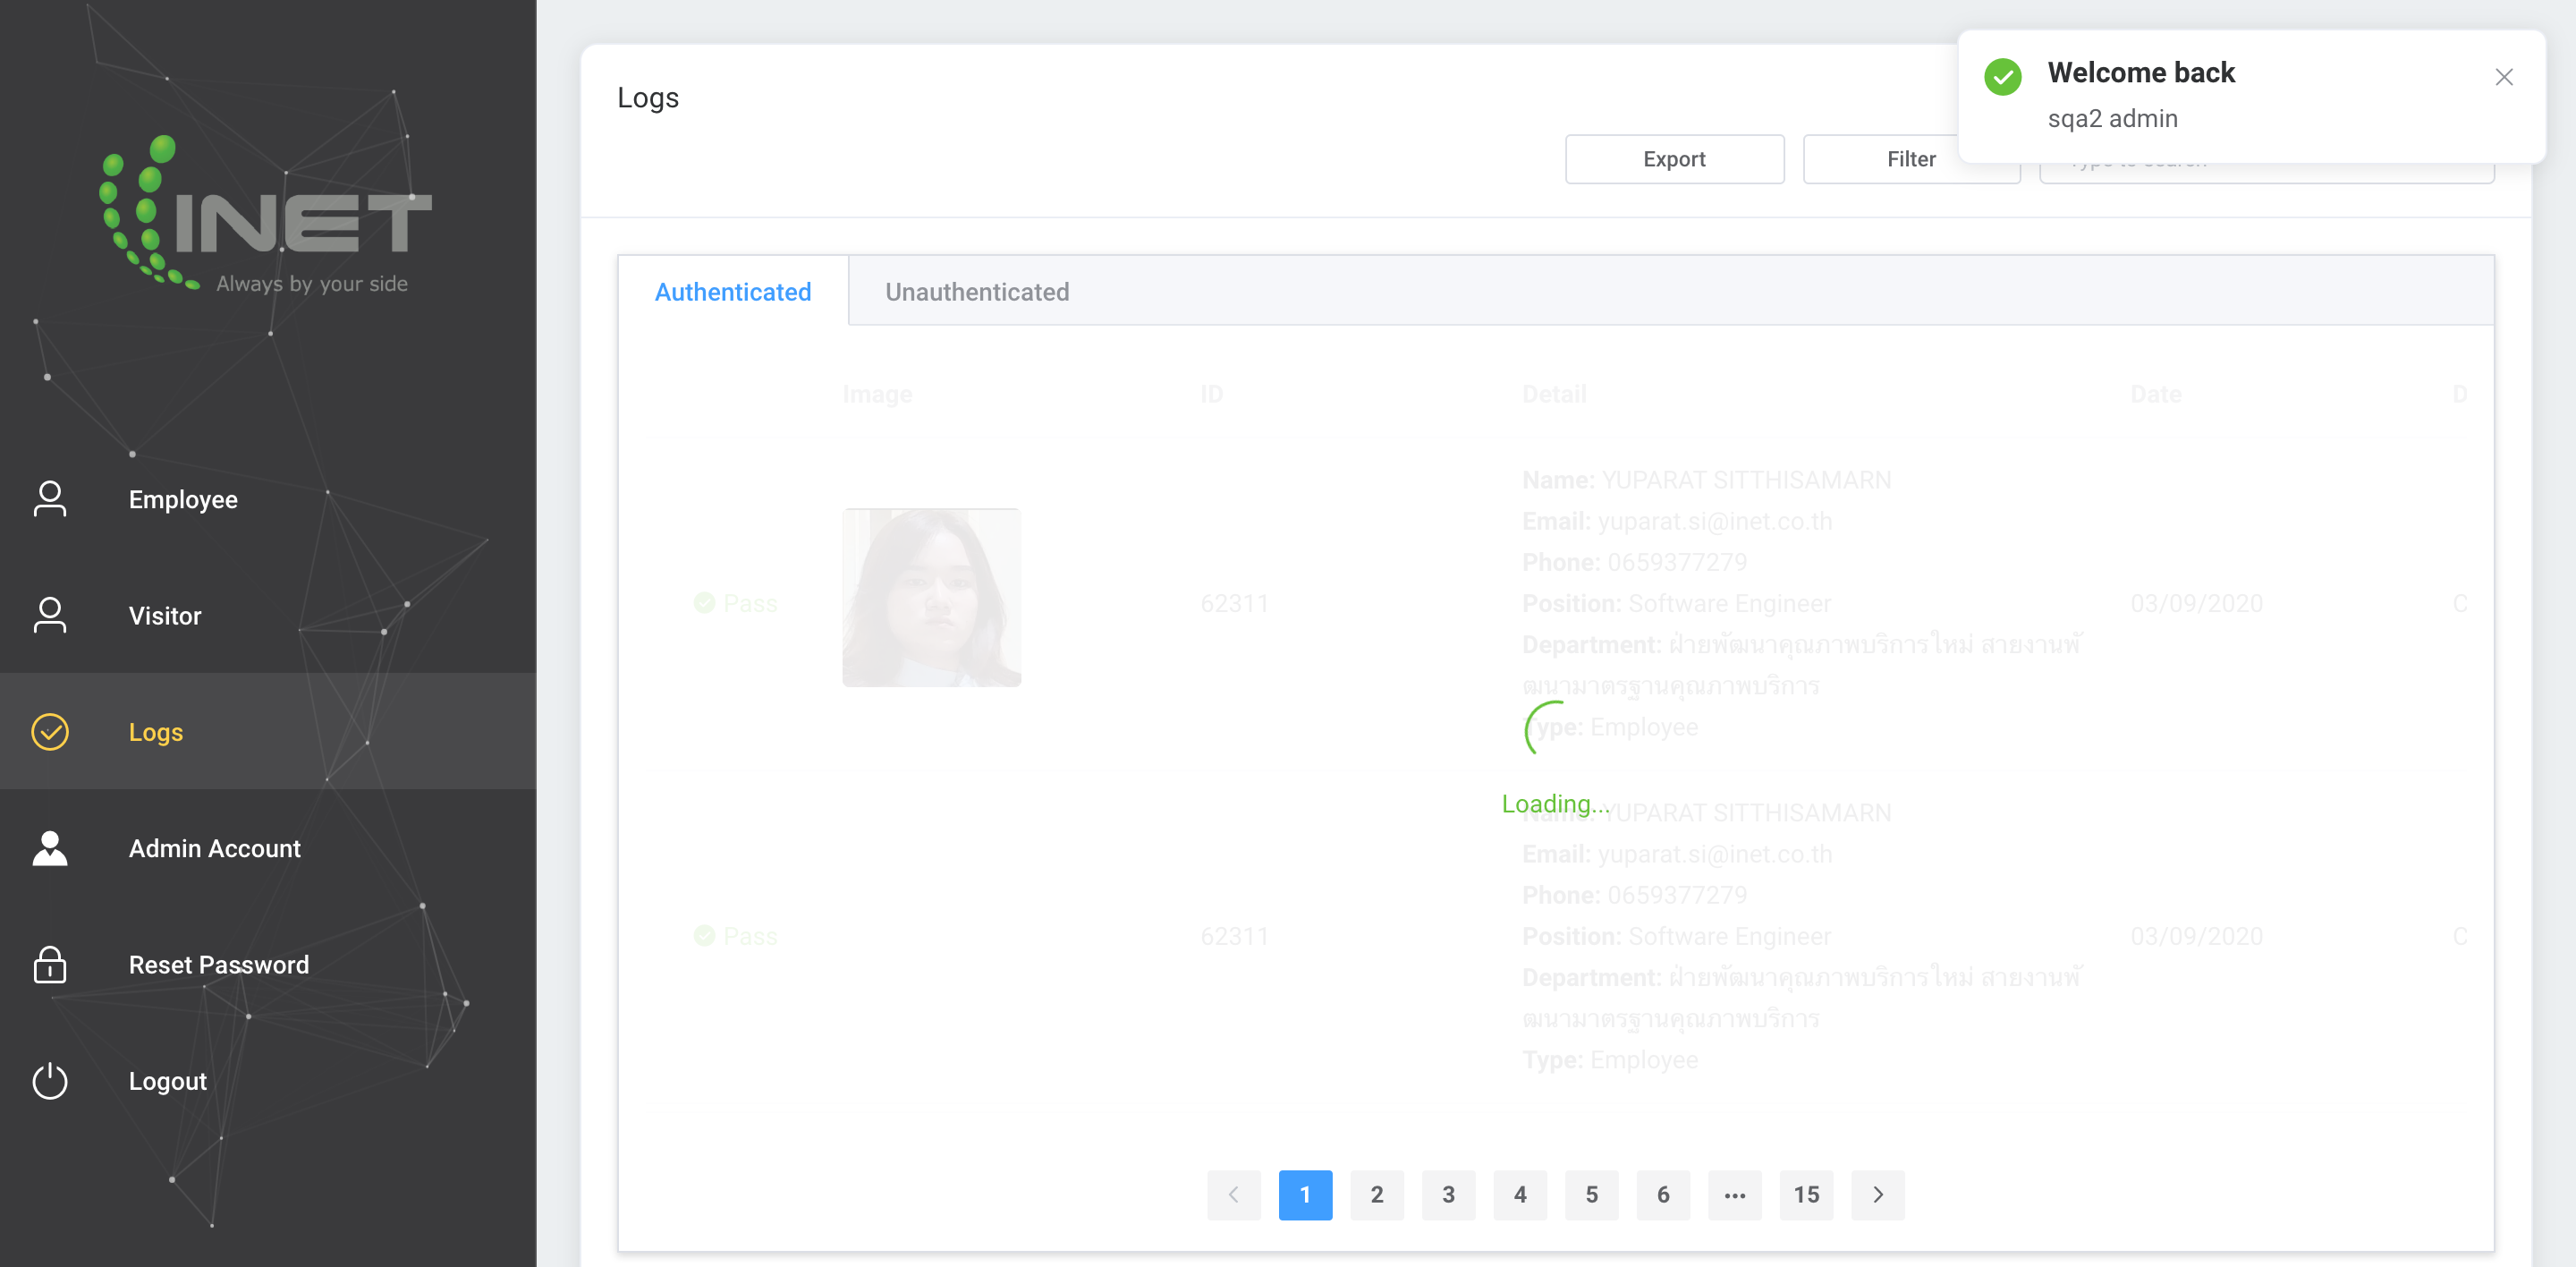 INET
Always by your side
Employee
Visitor
Logs
Admin Account
Reset Password
Logout
Logs
Welcome back
sqa2 admin
Export
Filter
Type to search
Authenticated
Unauthenticated
Image ID Detail Date D
Pass
62311
Name: YUPARAT SITTHISAMARN
Email: yuparat.si@inet.co.th
Phone: 0659377279
Position: Software Engineer
Department: ฝ่ายพัฒนาคุณภาพบริการใหม่ สายงานพั
ฒนามาตรฐานคุณภาพบริการ
Type: Employee
03/09/2020
C
Loading...
Pass
62311
Name: YUPARAT SITTHISAMARN
Email: yuparat.si@inet.co.th
Phone: 0659377279
Position: Software Engineer
Department: ฝ่ายพัฒนาคุณภาพบริการใหม่ สายงานพั
ฒนามาตรฐานคุณภาพบริการ
Type: Employee
03/09/2020
C
1 2 3 4 5 6 ... 15